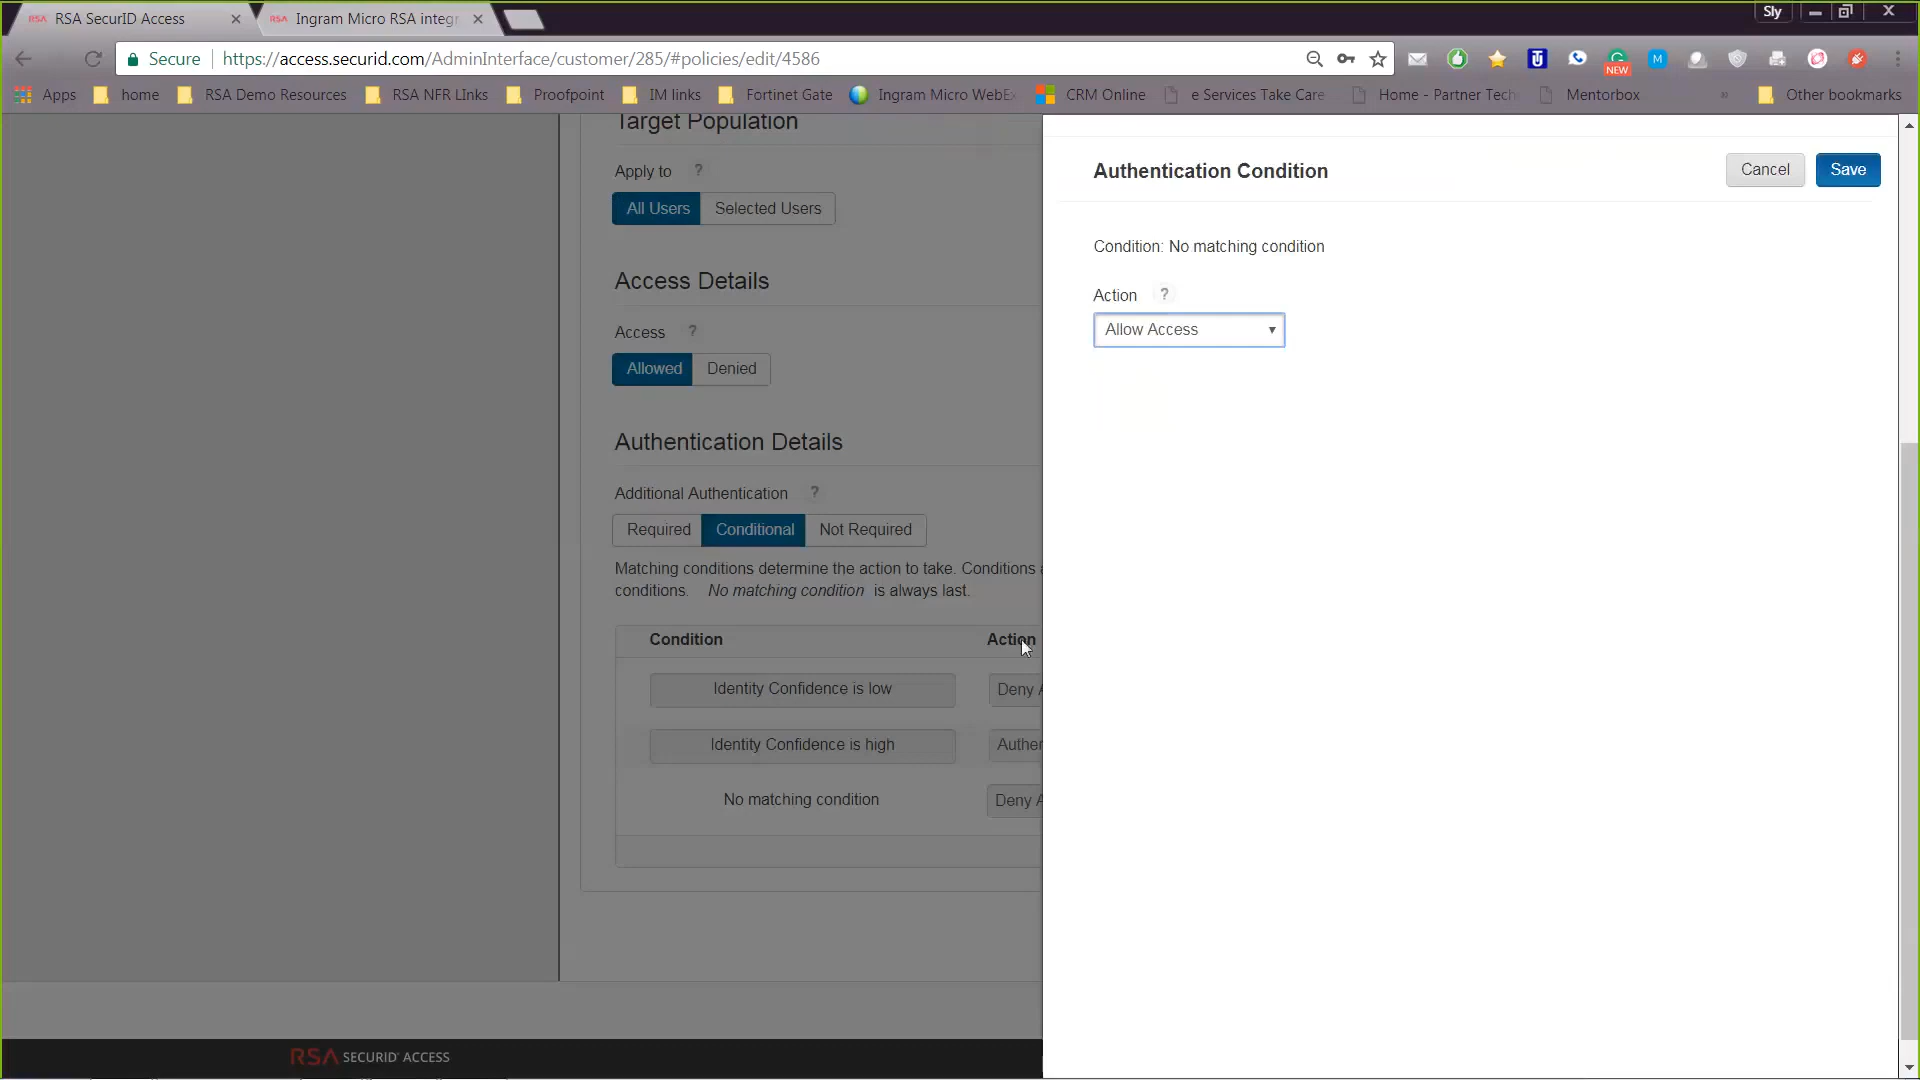 RSA SecurID Access
Ingram Micro RSA integr
Sly
Secure
https://access.securid.com/AdminInterface/customer/285/#policies/edit/4586
NEW
M
Apps
home
RSA Demo Resources
RSA NFR LInks
Proofpoint
IM links
Fortinet Gate
Ingram Micro WebEx
CRM Online
e Services Take Care
Home - Partner Tech
Mentorbox
»
Other bookmarks
Target Population
Apply to ?
All Users Selected Users
Access Details
Access ?
Allowed Denied
Authentication Details
Additional Authentication ?
Required Conditional Not Required
Matching conditions determine the action to take. Conditions
conditions. No matching condition is always last.
Condition Action
Identity Confidence is low Deny
Identity Confidence is high Authen
No matching condition Deny
RSA SECURID ACCESS
Authentication Condition
Cancel Save
Condition: No matching condition
Action ?
Allow Access